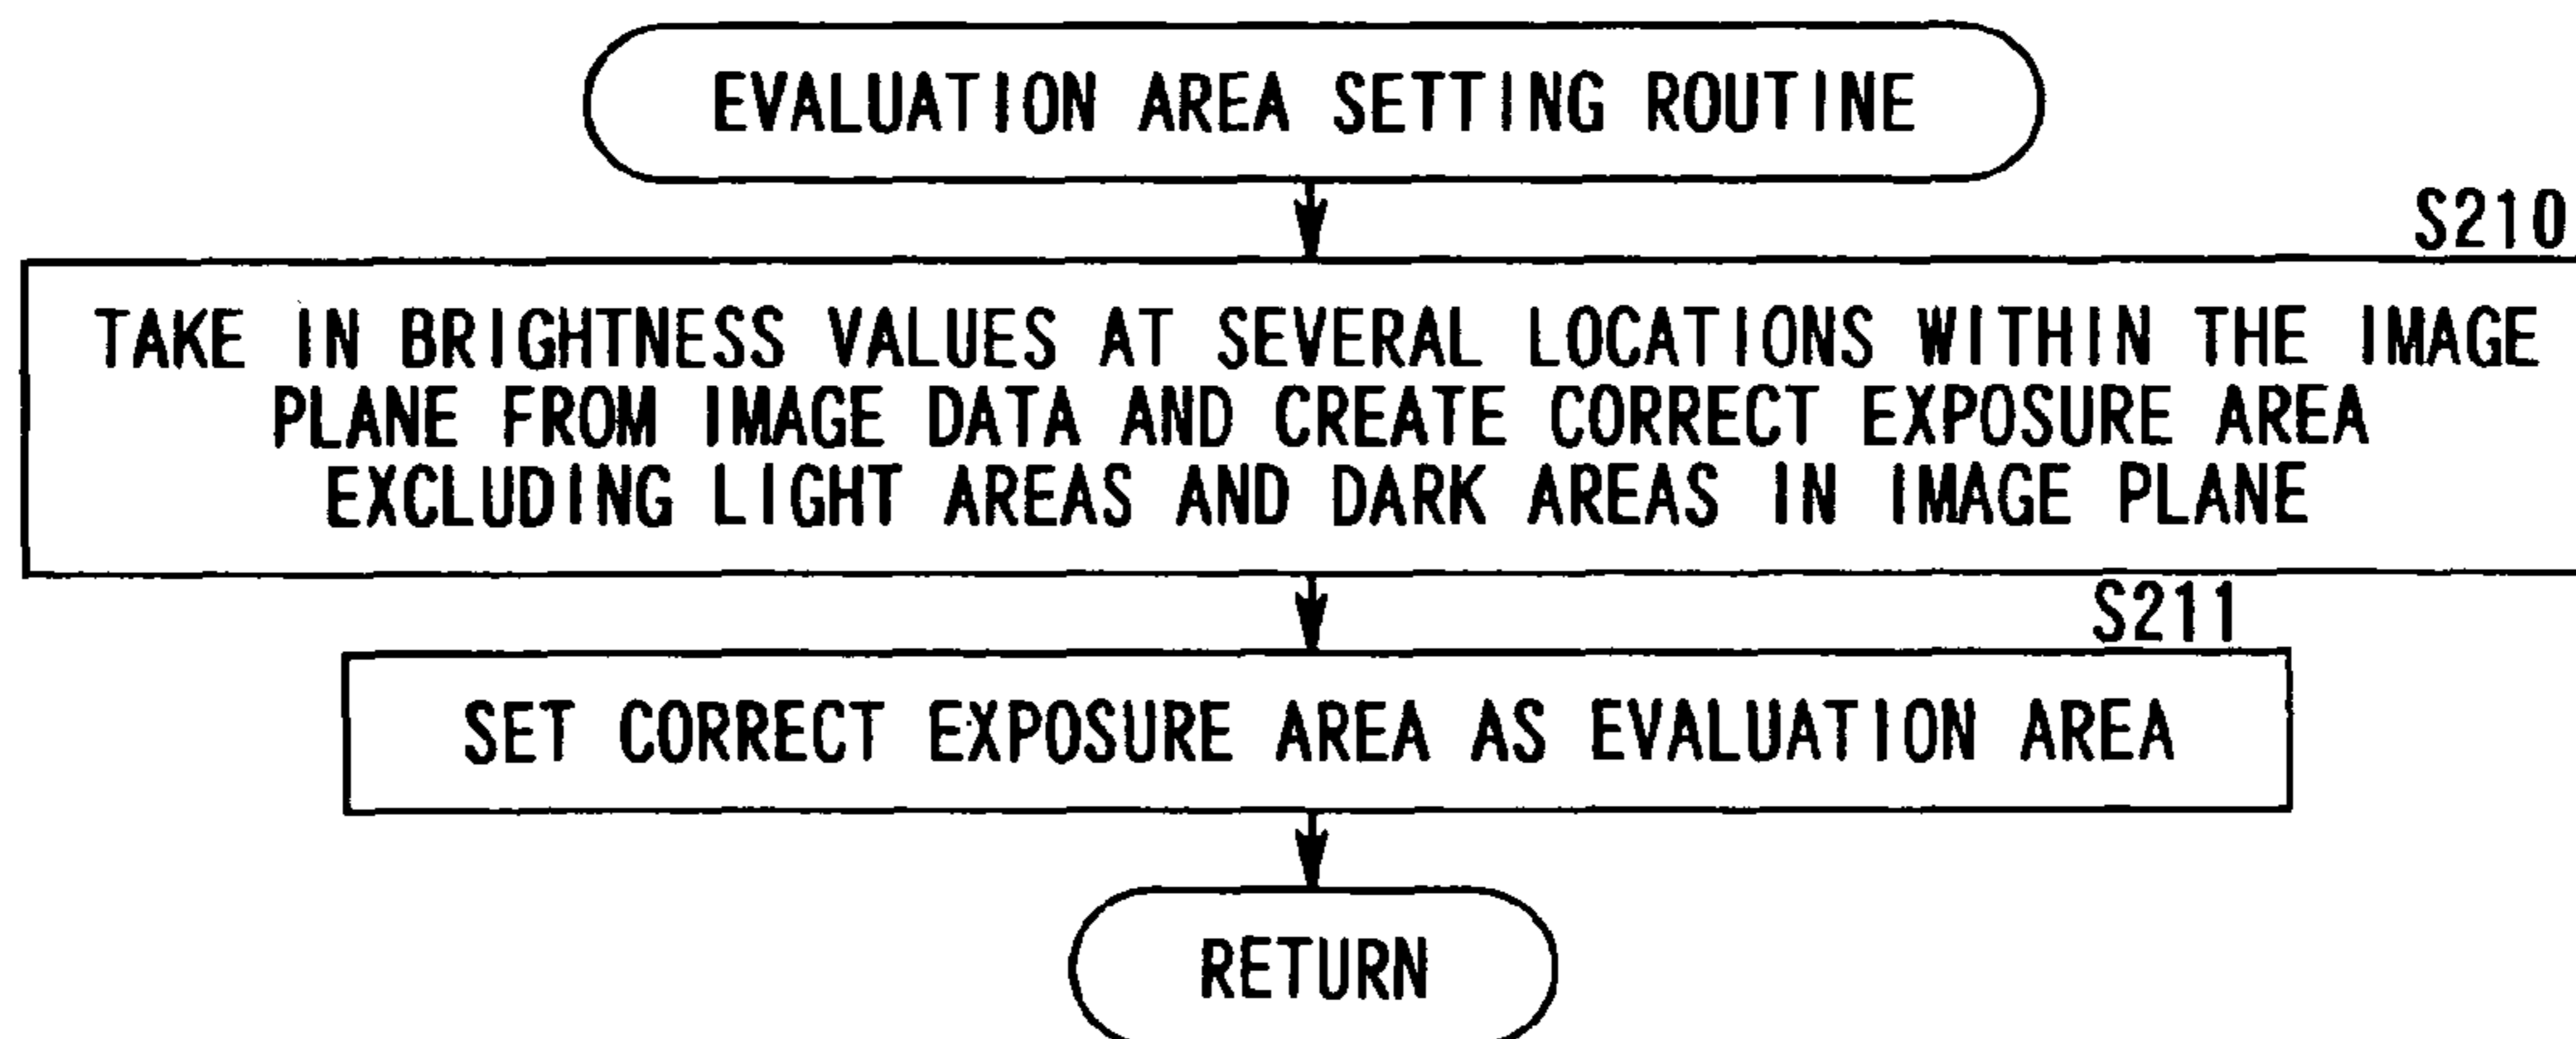 EVALUATION AREA SETTING ROUTINE
S210
TAKE IN BRIGHTNESS VALUES AT SEVERAL LOCATIONS WITHIN THE IMAGE
PLANE FROM IMAGE DATA AND CREATE CORRECT EXPOSURE AREA
EXCLUDING LIGHT AREAS AND DARK AREAS IN IMAGE PLANE
S211
SET CORRECT EXPOSURE AREA AS EVALUATION AREA
RETURN